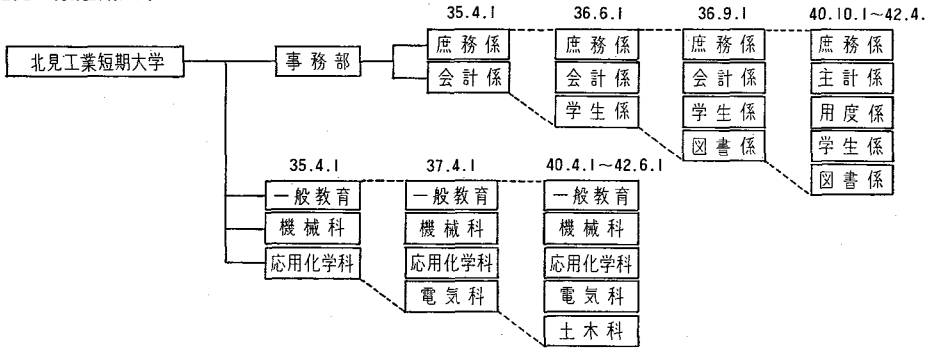 35.4.1 36.6.1 36.9.1 40.10.1～42.4.
北見工業短期大学 事務部 庶務係 庶務係 庶務係 庶務係
会計係 会計係 会計係 主計係
学生係 学生係 用度係
図書係 学生係
図書係
35.4.1 37.4.1 40.4.1～42.6.1
一般教育 一般教育 一般教育
機械科 機械科 機械科
応用化学科 応用化学科 応用化学科
電気科 電気科
土木科